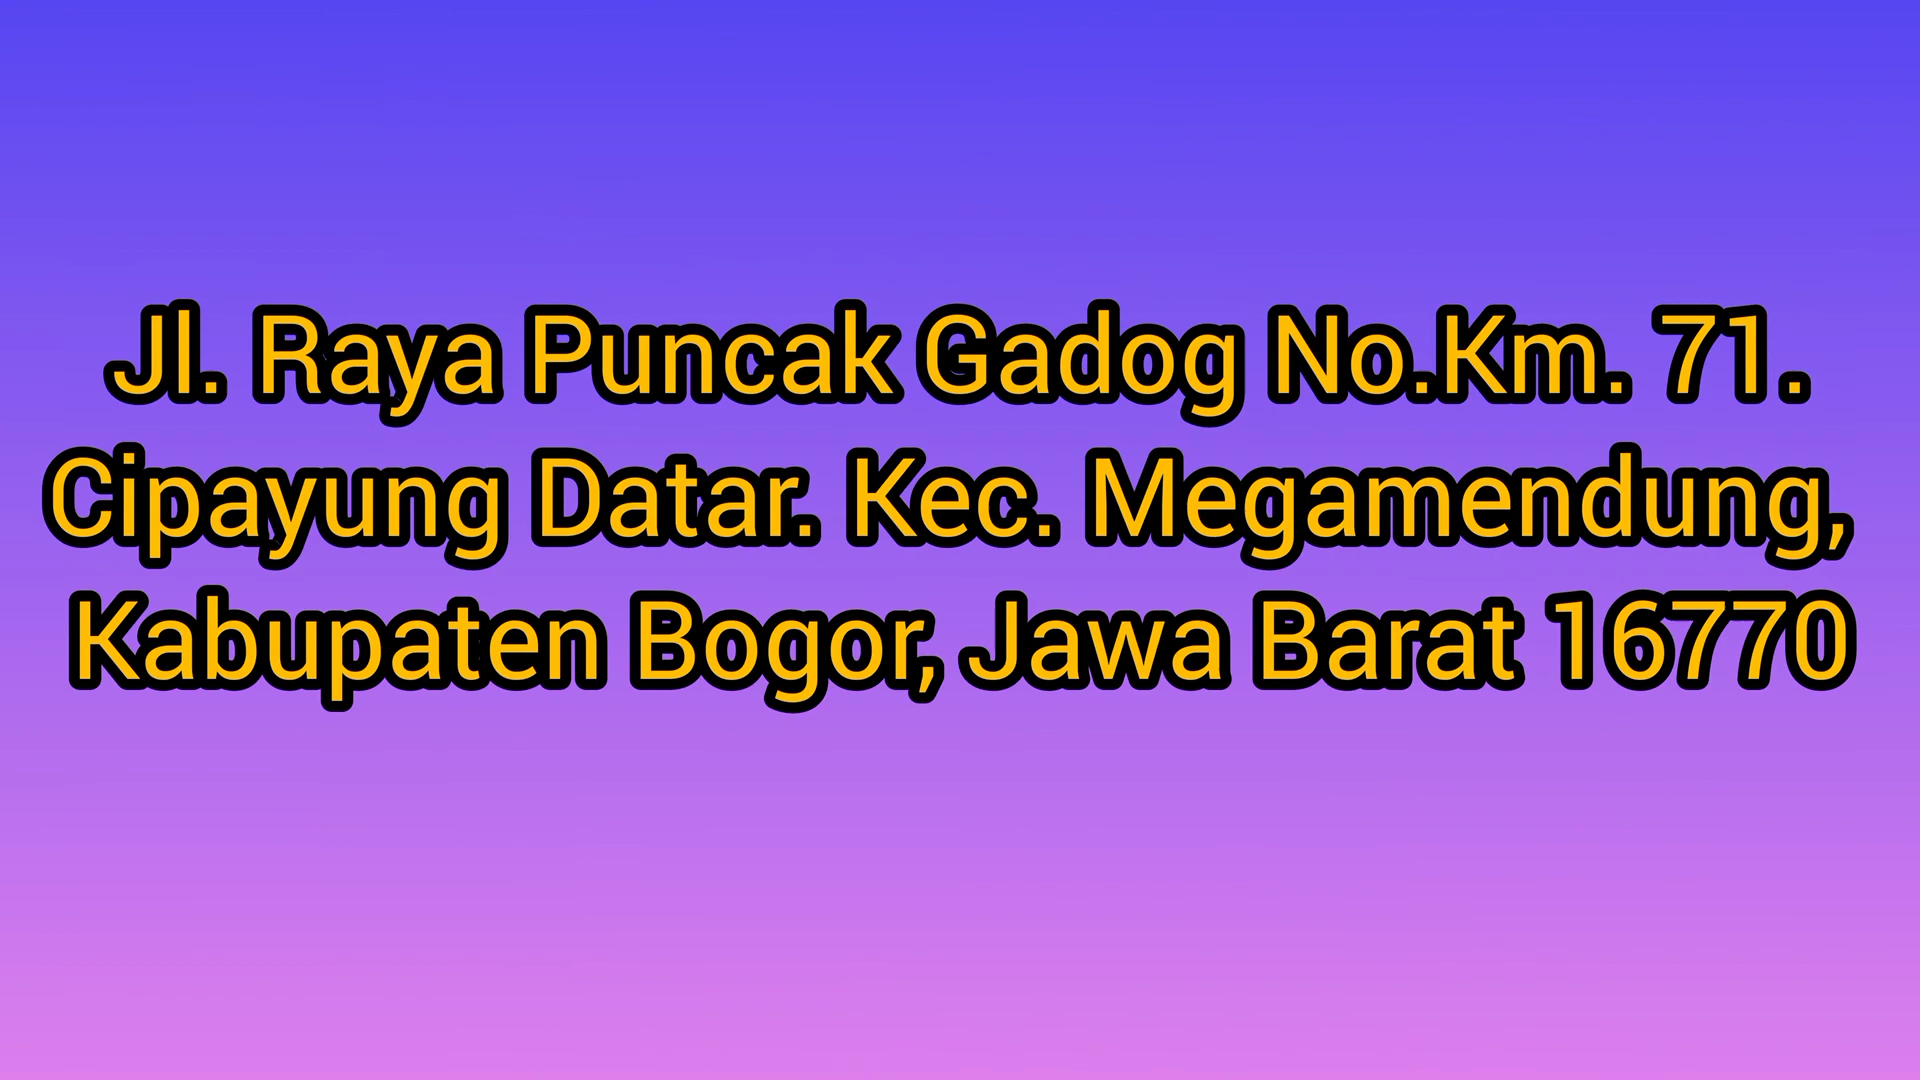 Jl. Raya Puncak Gadog No.Km. 71.
Cipayung Datar. Kec. Megamendung,
Kabupaten Bogor, Jawa Barat 16770